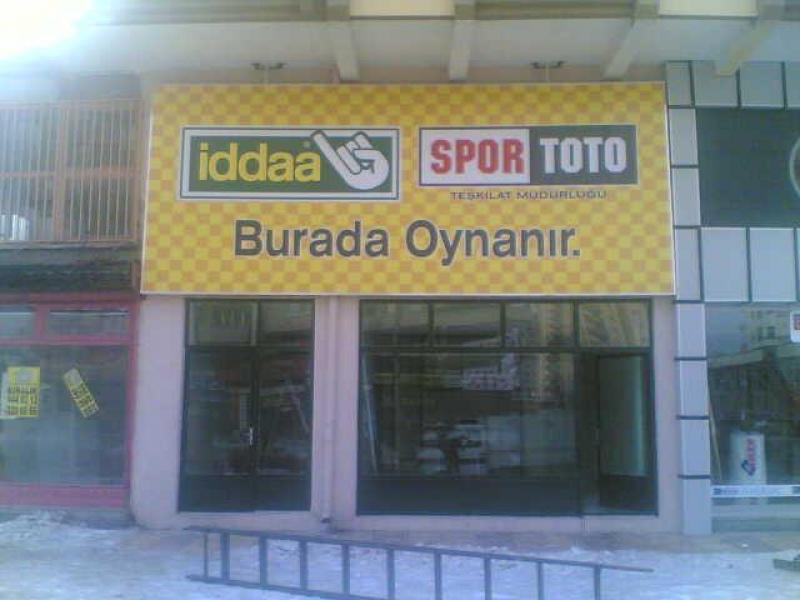 iddaa
SPOR TOTO
TEŞKİLAT MÜDÜRLÜĞÜ
Burada Oynanır.